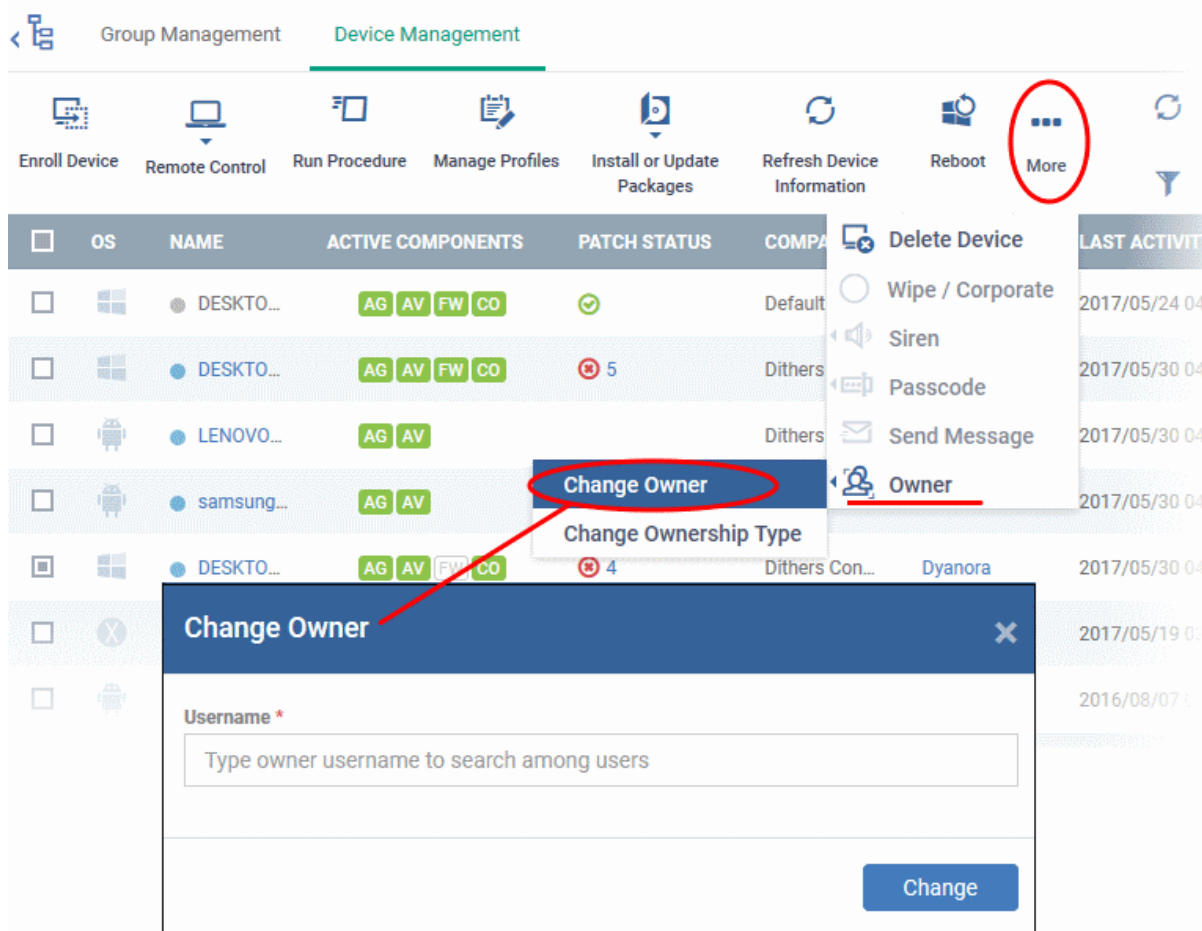 Group Management Device Management
Enroll Device Remote Control Run Procedure Manage Profiles Install or Update Packages Refresh Device Information Reboot More
OS NAME ACTIVE COMPONENTS PATCH STATUS COMPA LAST ACTIVIT
DESKTO... AG AV FW CO Default 2017/05/24 04
DESKTO... AG AV FW CO 5 Dithers 2017/05/30 04
LENOVO... AG AV Dithers 2017/05/30 04
samsung... AG AV 2017/05/30 04
DESKTO... AG AV FW CO 4 Dithers Con... Dyanora 2017/05/30 04
2017/05/19 0
2016/08/07
Delete Device
Wipe / Corporate
Siren
Passcode
Send Message
Owner
Change Owner
Change Ownership Type
Change Owner
Username *
Type owner username to search among users
Change